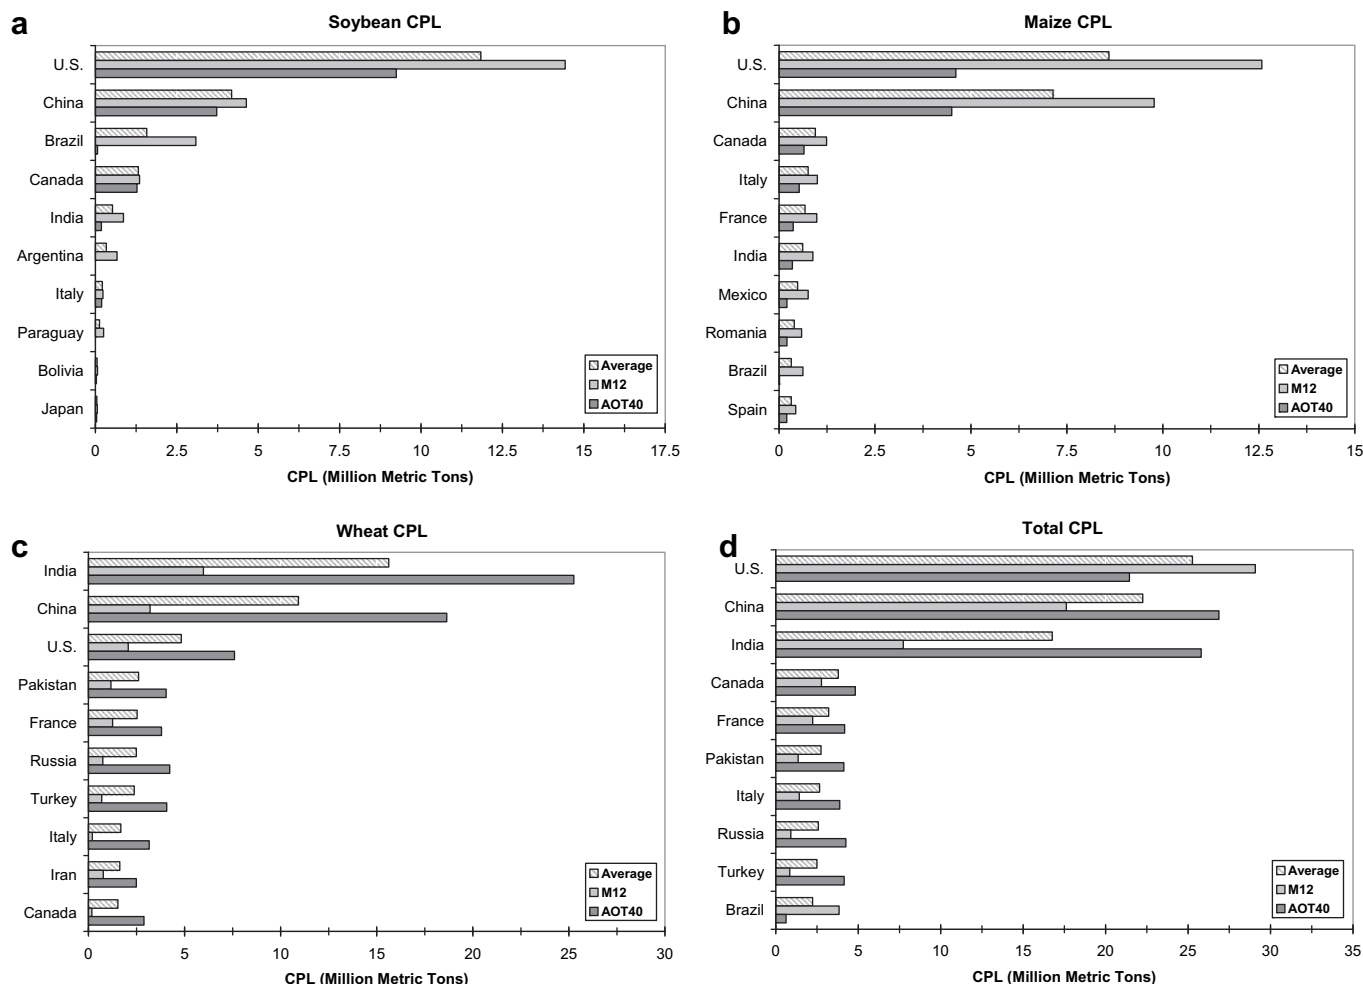 a
Soybean CPL
U.S.
China
Brazil
Canada
India
Argentina
Italy
Paraguay
Bolivia
Japan
Average
M12
AOT40
0 2.5 5 7.5 10 12.5 15 17.5
CPL (Million Metric Tons)
b
Maize CPL
U.S.
China
Canada
Italy
France
India
Mexico
Romania
Brazil
Spain
Average
M12
AOT40
0 2.5 5 7.5 10 12.5 15
CPL (Million Metric Tons)
c
Wheat CPL
India
China
U.S.
Pakistan
France
Russia
Turkey
Italy
Iran
Canada
Average
M12
AOT40
0 5 10 15 20 25 30
CPL (Million Metric Tons)
d
Total CPL
U.S.
China
India
Canada
France
Pakistan
Italy
Russia
Turkey
Brazil
Average
M12
AOT40
0 5 10 15 20 25 30 35
CPL (Million Metric Tons)